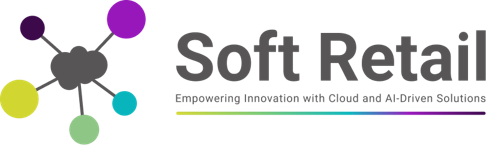 Soft Retail
Empowering Innovation with Cloud and AI-Driven Solutions